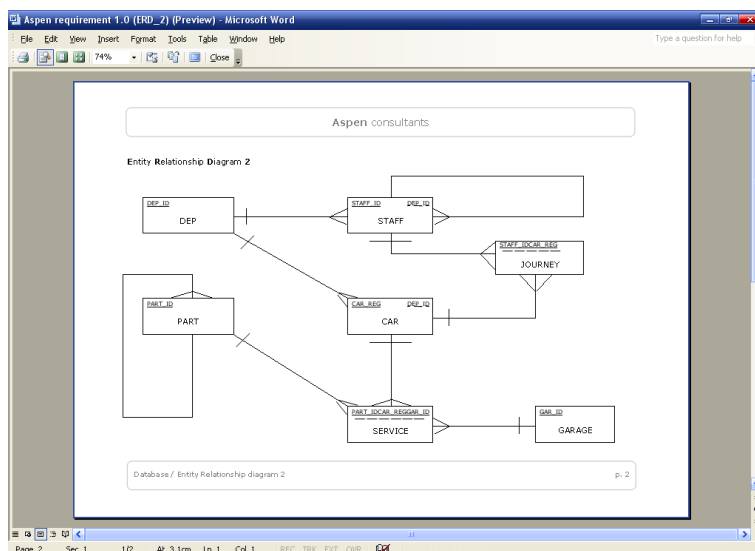 Aspen requirement 1.0 (ERD_2) (Preview) - Microsoft Word
File Edit View Insert Format Tools Table Window Help
Type a question for help
74% Close
Aspen consultants
Entity Relationship Diagram 2
DEP_ID
DEP
STAFF_ID DEP_ID
STAFF
STAFF_IDCAR_REG
JOURNEY
PART_ID
PART
CAR_REG DEP_ID
CAR
PART_IDCAR_REGGAR_ID
SERVICE
GAR_ID
GARAGE
Database / Entity Relationship diagram 2
p. 2
Page 2 Sec 1 1/2 At 3.1cm Ln 1 Col 1 REC TRK EXT OVR